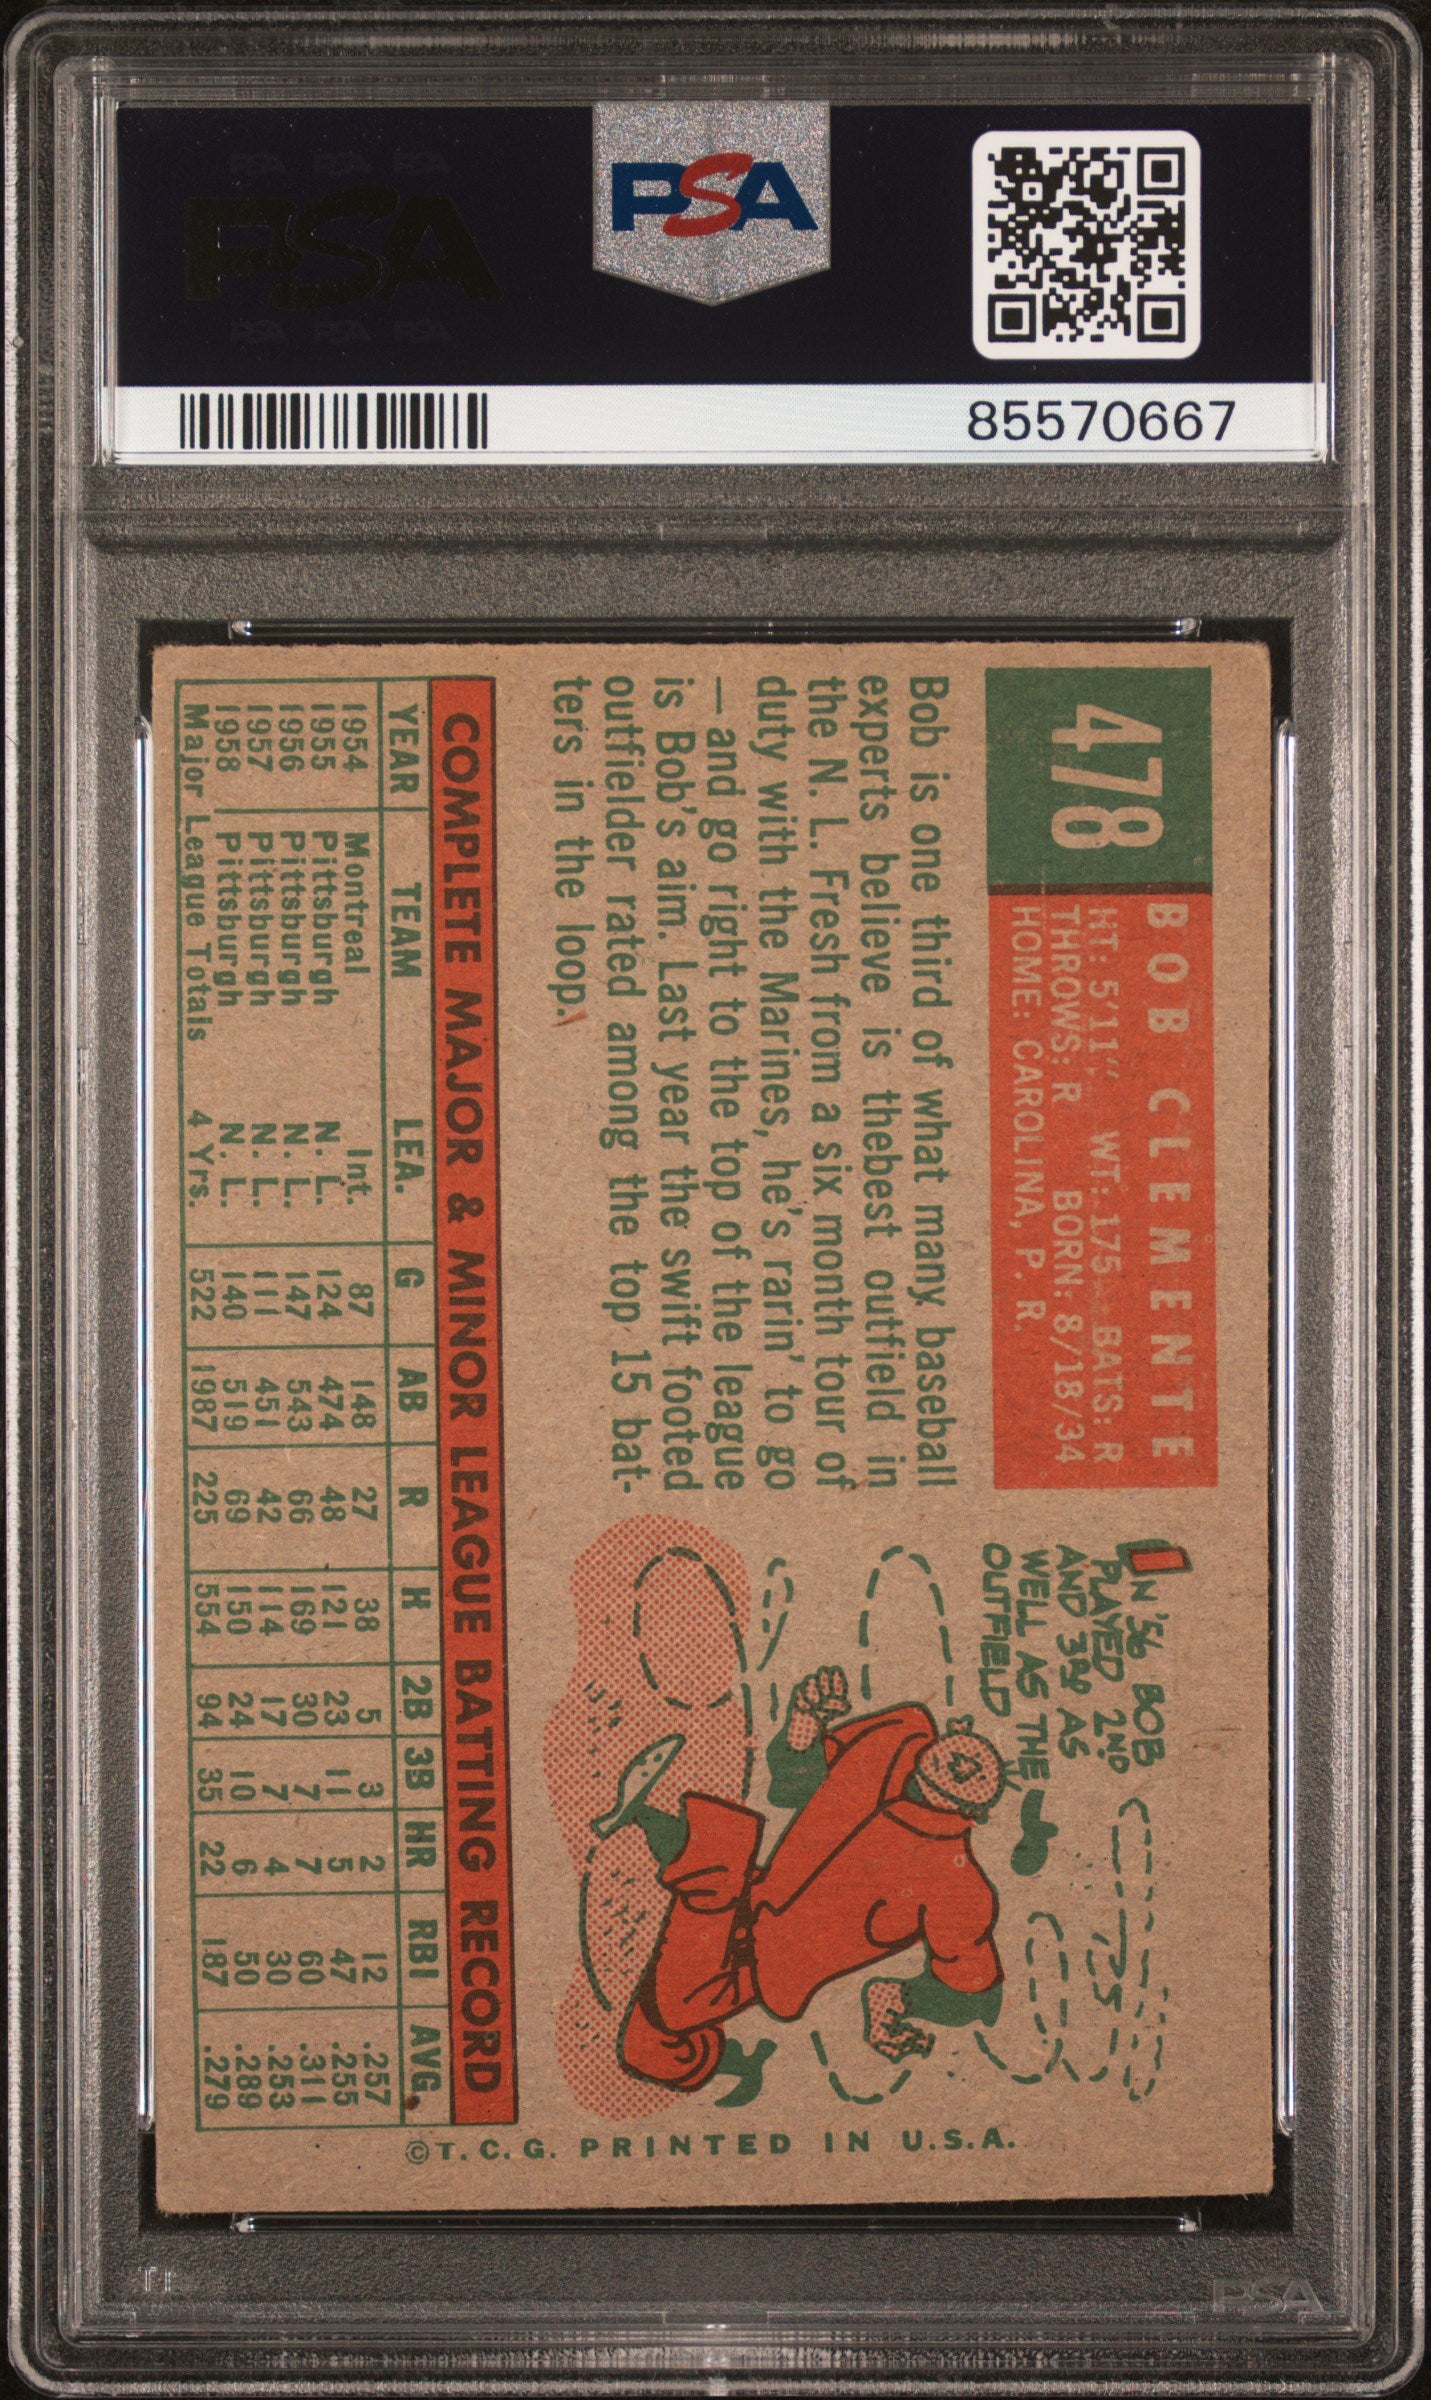 PSA
PSA PSA PSA
PSA
PSA PSA PSA
85570667
478
BOB CLEMENTE
HT: 5'11" WT: 175 BATS: R
THROWS: R BORN: 8/18/34
HOME: CAROLINA, P. R.
Bob is one third of what many baseball
experts believe is thebest outfield in
the N. L. Fresh from a six month tour of
duty with the Marines, he's rarin' to go
— and go right to the top of the league
is Bob's aim. Last year the swift footed
outfielder rated among the top 15 bat-
ters in the loop.
IN '56 BOB
PLAYED 2ND
AND 3RD AS
WELL AS THE
OUTFIELD
COMPLETE MAJOR & MINOR LEAGUE BATTING RECORD
YEAR TEAM LEA. G AB R H 2B 3B HR RBI AVG.
1954 Montreal Int. 87 148 27 38 5 3 2 12 .257
1955 Pittsburgh N. L. 124 474 48 121 23 11 5 47 .255
1956 Pittsburgh N. L. 147 543 66 169 30 7 7 60 .311
1957 Pittsburgh N. L. 111 451 42 114 17 7 4 30 .253
1958 Pittsburgh N. L. 140 519 69 150 24 10 6 50 .289
Major League Totals 4 Yrs. 522 1987 225 554 94 35 22 187 .279
©T. C. G. PRINTED IN U.S.A.
PSA